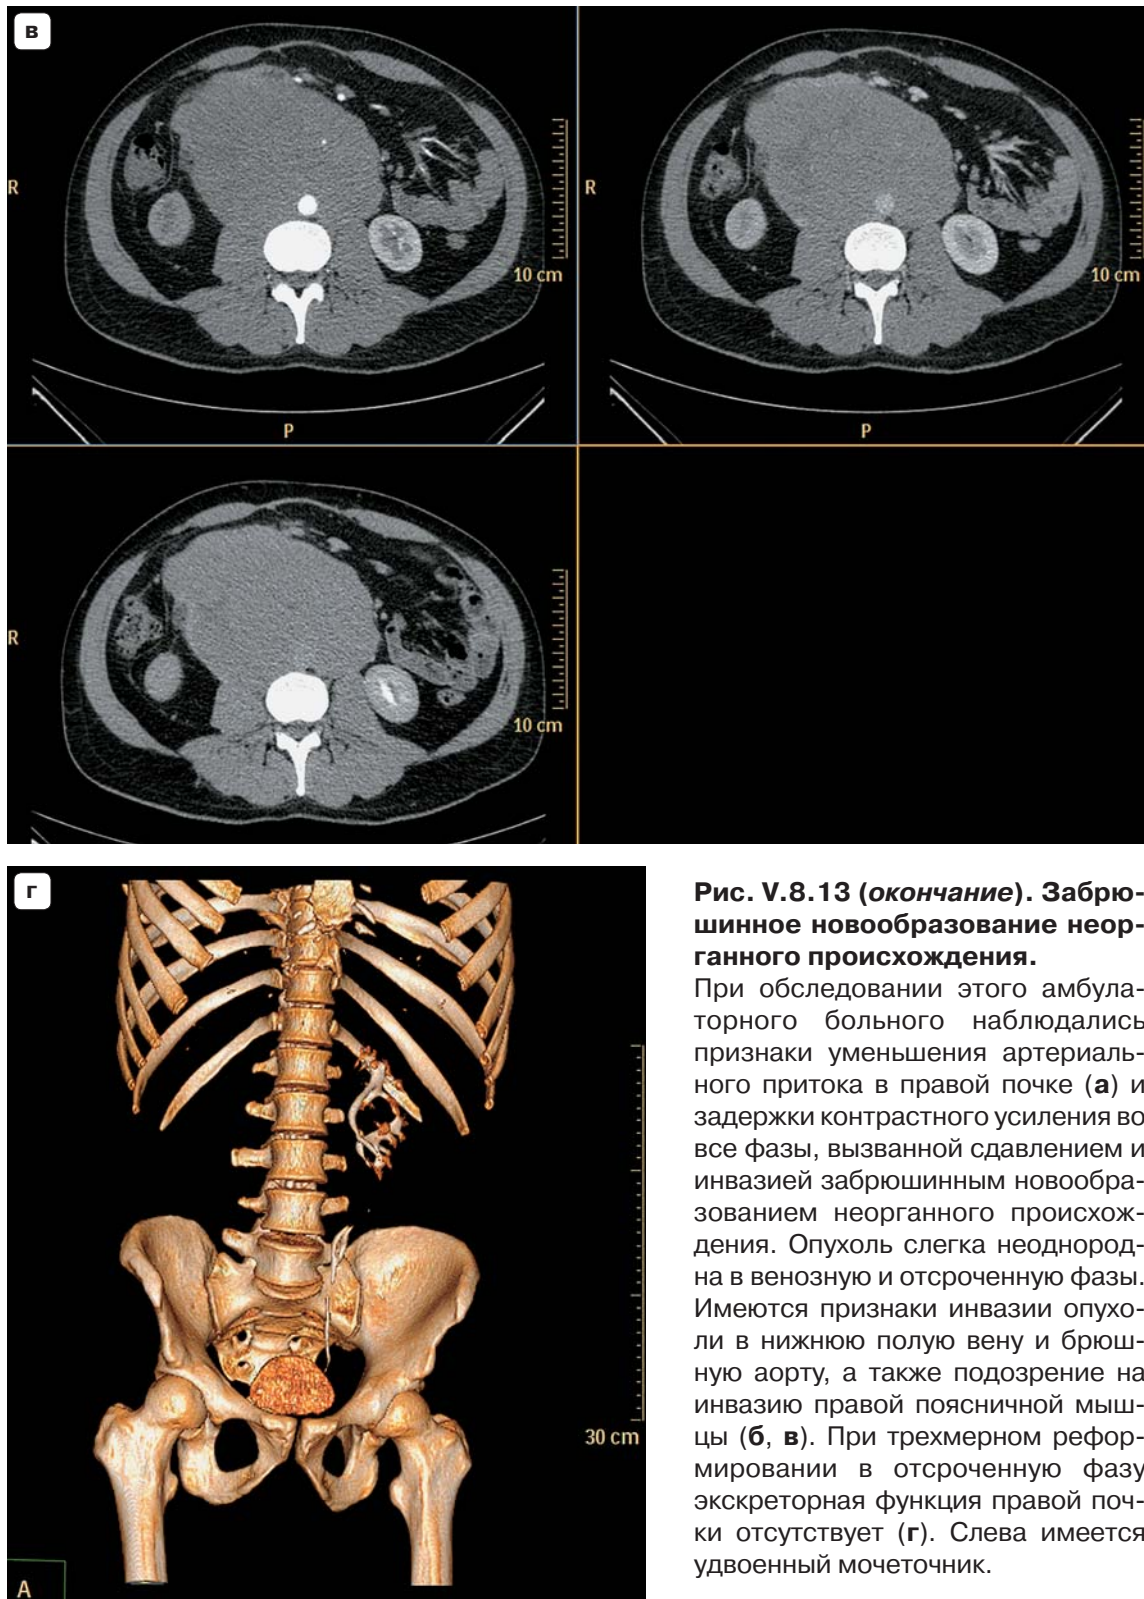 в
R
10 cm
P
R
10 cm
P
R
10 cm
г
30 cm
A
Рис. V.8.13 (окончание). Забрю-
шинное новообразование неор-
ганного происхождения.
При обследовании этого амбула-
торного больного наблюдались
признаки уменьшения артериаль-
ного притока в правой почке (а) и
задержки контрастного усиления во
все фазы, вызванной сдавлением и
инвазией забрюшинным новообра-
зованием неорганного происхож-
дения. Опухоль слегка неоднород-
на в венозную и отсроченную фазы.
Имеются признаки инвазии опухо-
ли в нижнюю полую вену и брюш-
ную аорту, а также подозрение на
инвазию правой поясничной мыш-
цы (б, в). При трехмерном рефор-
мировании в отсроченную фазу
экскреторная функция правой поч-
ки отсутствует (г). Слева имеется
удвоенный мочеточник.